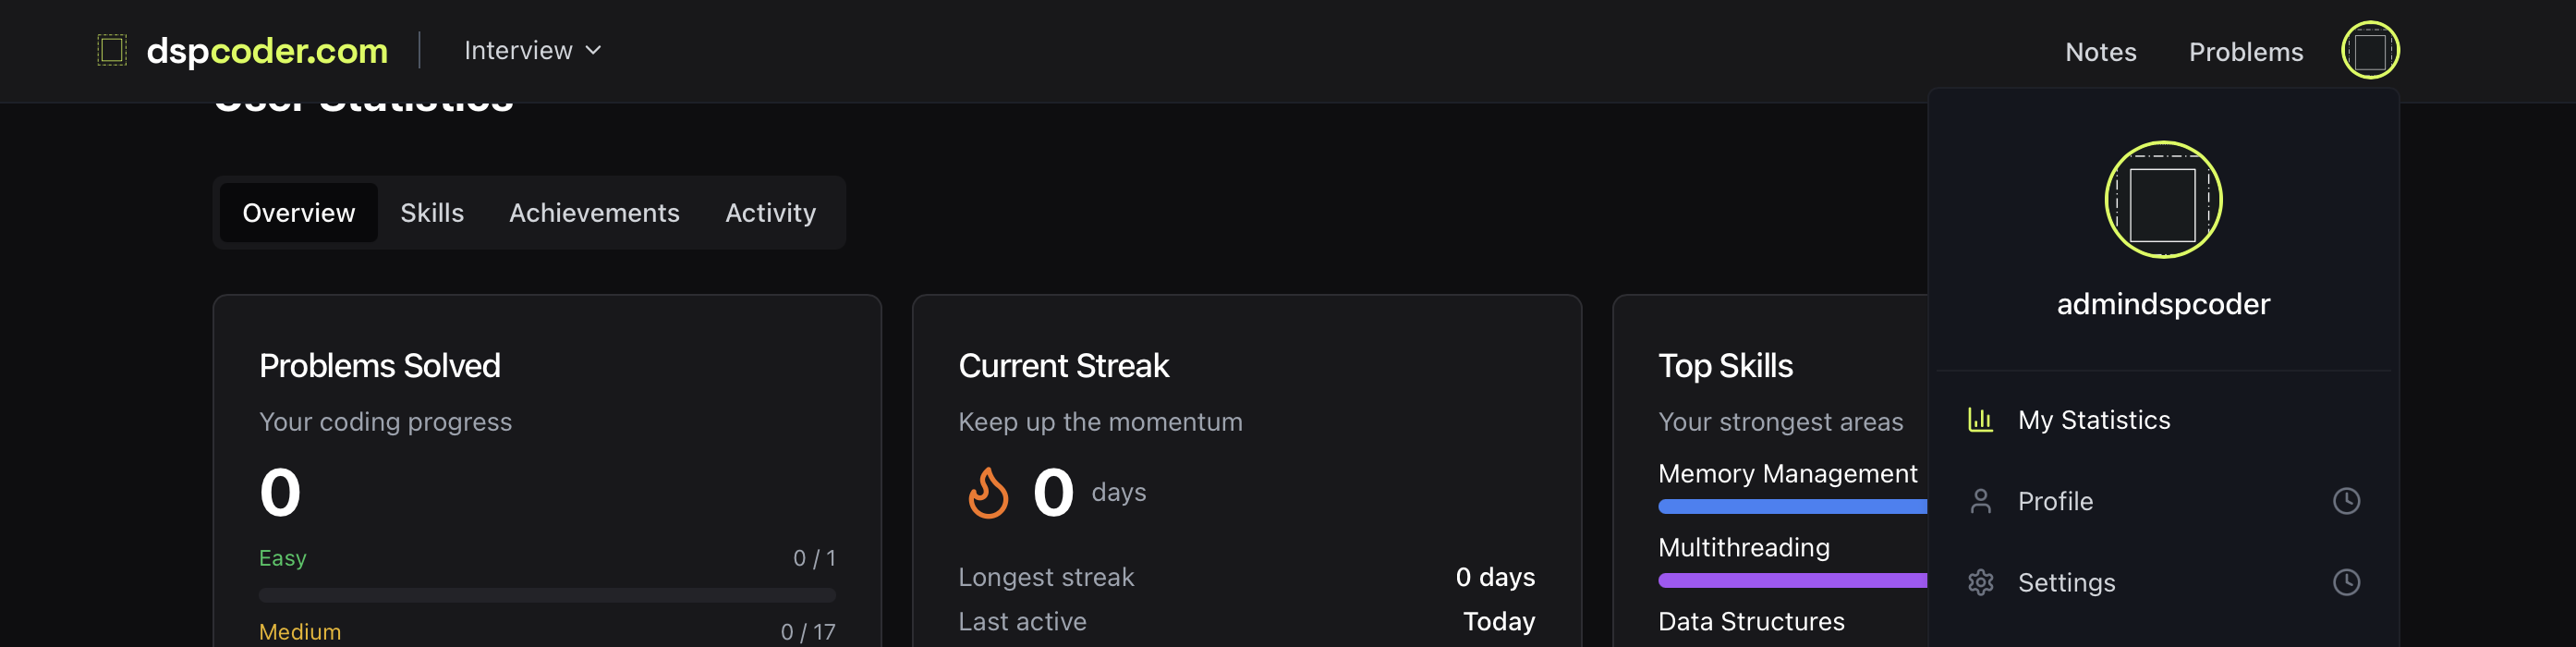 dspcoder.com
Interview
Notes
Problems
User Statistics
Overview
Skills
Achievements
Activity
Problems Solved
Your coding progress
0
Easy
0 / 1
Medium
0 / 17
Current Streak
Keep up the momentum
0 days
Longest streak
0 days
Last active
Today
Top Skills
Your strongest areas
Memory Management
Multithreading
Data Structures
admindspcoder
My Statistics
Profile
Settings